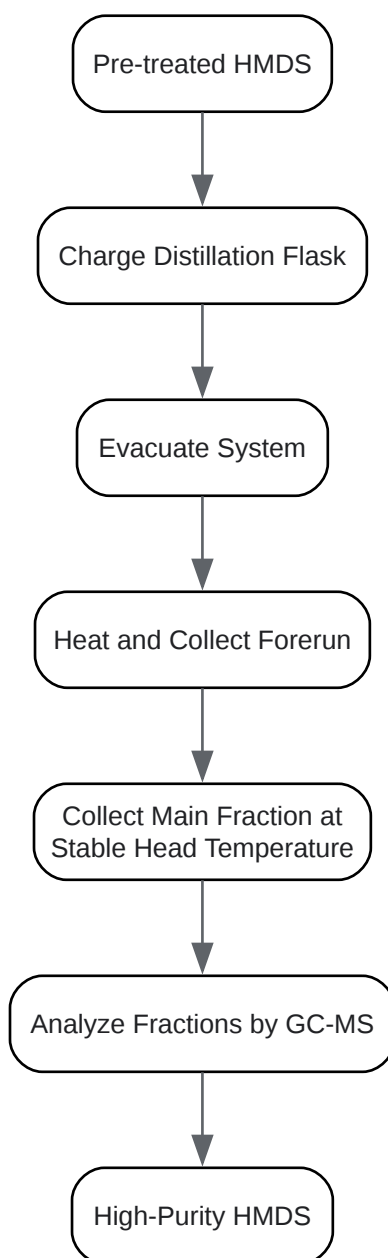 Pre-treated HMDS
Charge Distillation Flask
Evacuate System
Heat and Collect Forerun
Collect Main Fraction at
Stable Head Temperature
Analyze Fractions by GC-MS
High-Purity HMDS